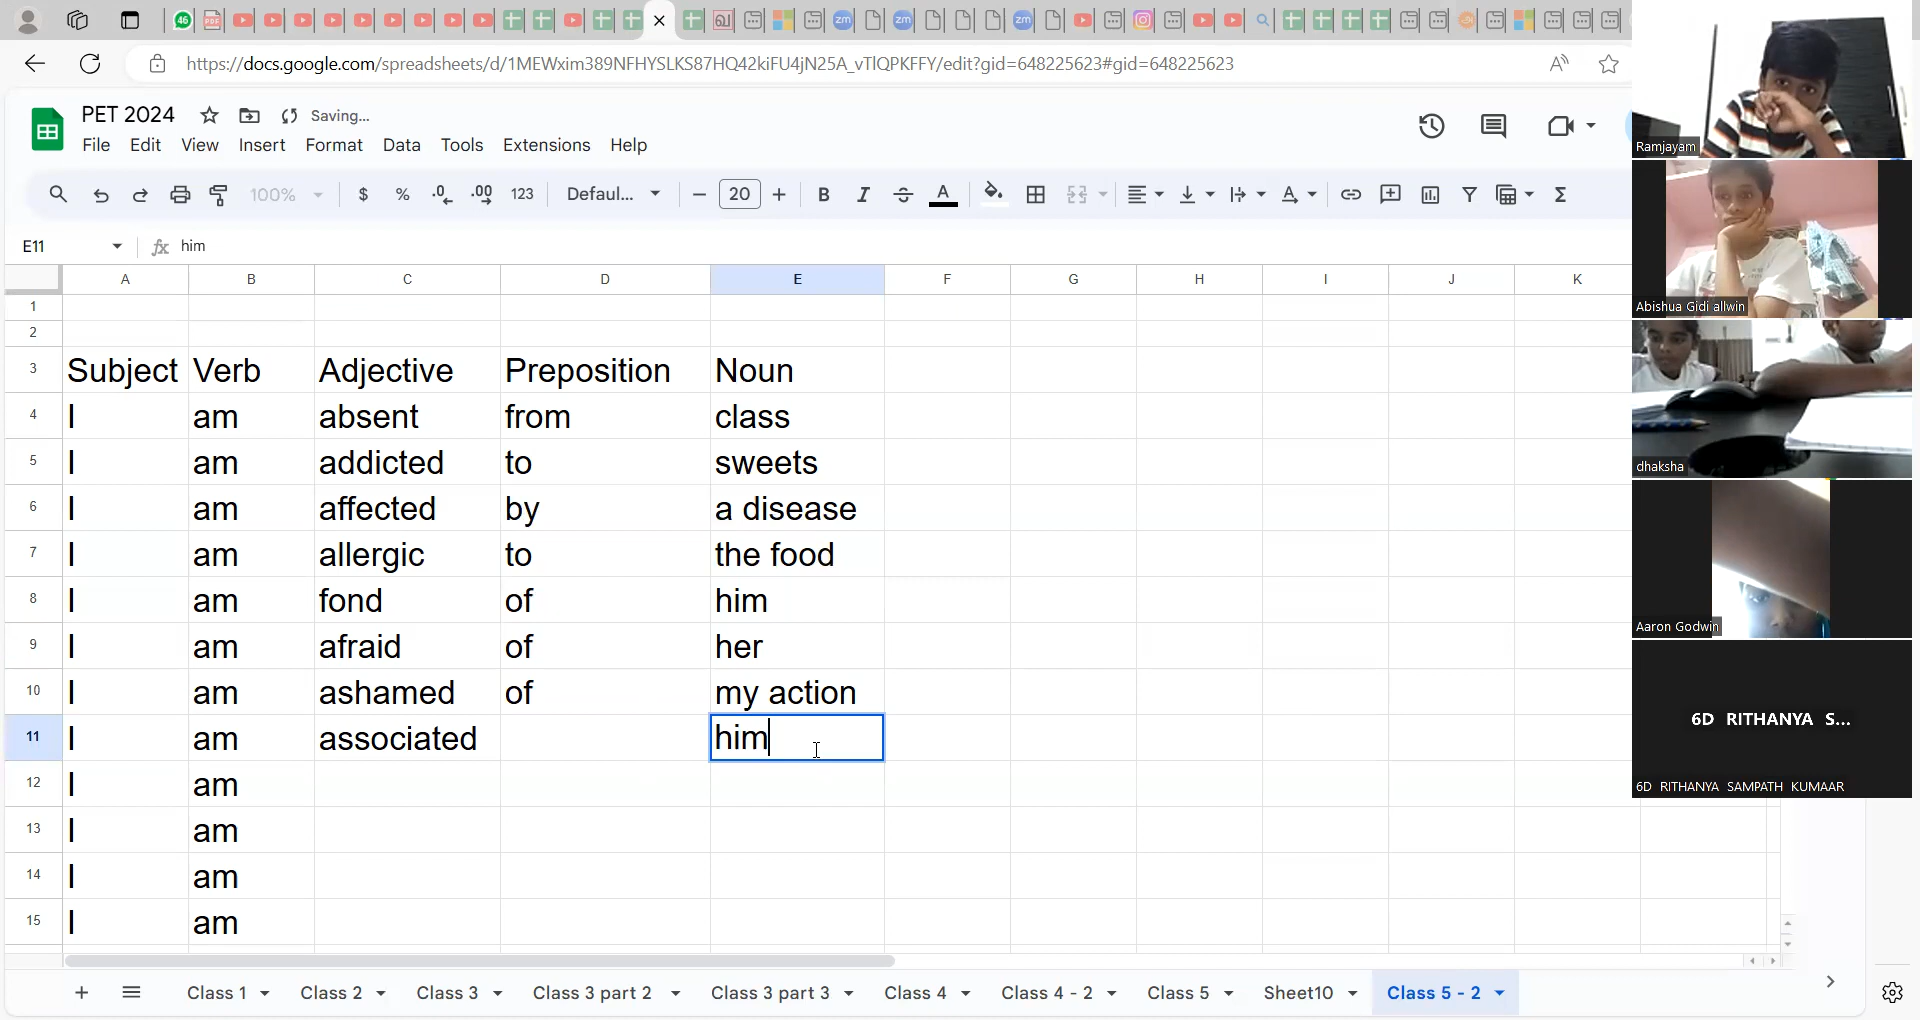 46
PDF
zm
zm
zm
https://docs.google.com/spreadsheets/d/1MEWxim389NFHYSLKS87HQ42kiFU4jN25A_vTlQPKFFY/edit?gid=648225623#gid=648225623
PET 2024 Saving...
File Edit View Insert Format Data Tools Extensions Help
100% $ % .0 .00 123 Defaul... 20 B I A
E11 fx him
A B C D E F G H I J K
1
2
3 Subject Verb Adjective Preposition Noun
4 I am absent from class
5 I am addicted to sweets
6 I am affected by a disease
7 I am allergic to the food
8 I am fond of him
9 I am afraid of her
10 I am ashamed of my action
11 I am associated him
12 I am
13 I am
14 I am
15 I am
Class 1 Class 2 Class 3 Class 3 part 2 Class 3 part 3 Class 4 Class 4 - 2 Class 5 Sheet10 Class 5 - 2
Ramjayam
Abishua Gidi allwin
dhaksha
Aaron Godwin
6D RITHANYA S...
6D RITHANYA SAMPATH KUMAAR